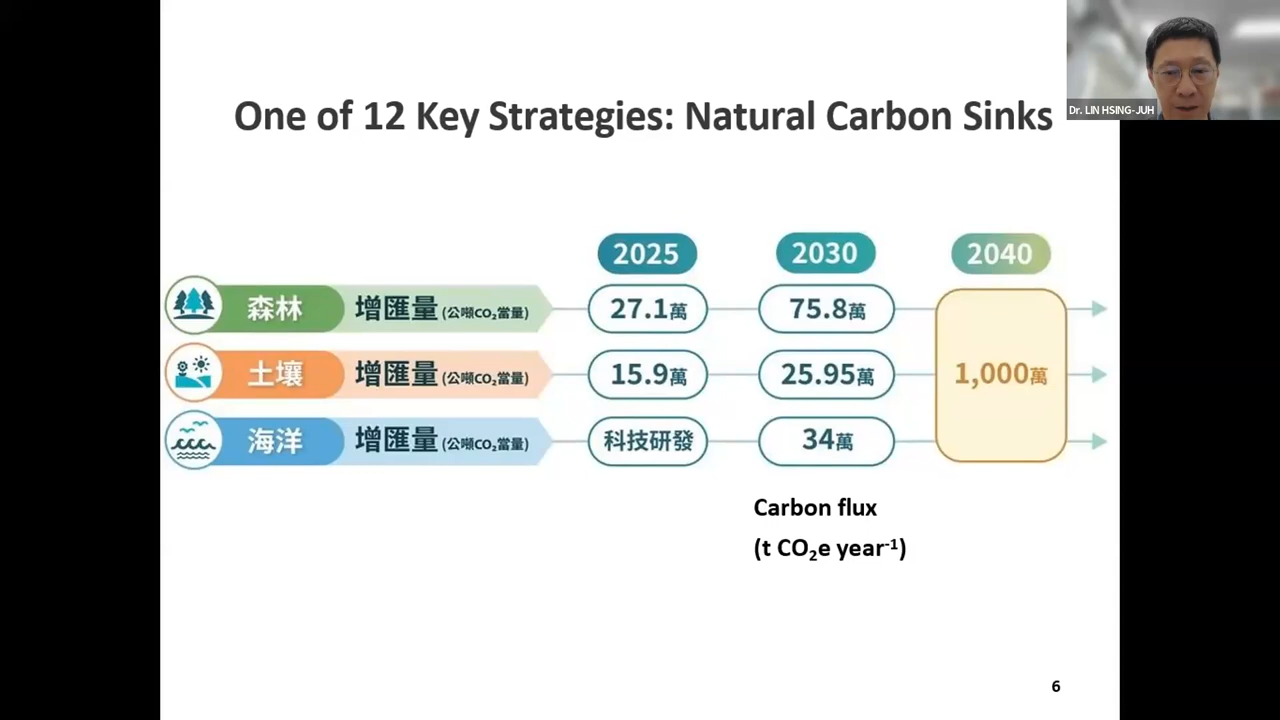 One of 12 Key Strategies: Natural Carbon Sinks
Dr. LIN HSING-JUH
2025 2030 2040
森林 增匯量 (公噸CO₂當量) 27.1萬 75.8萬
土壤 增匯量 (公噸CO₂當量) 15.9萬 25.95萬 1,000萬
海洋 增匯量 (公噸CO₂當量) 科技研發 34萬
Carbon flux
(t CO₂e year⁻¹)
6